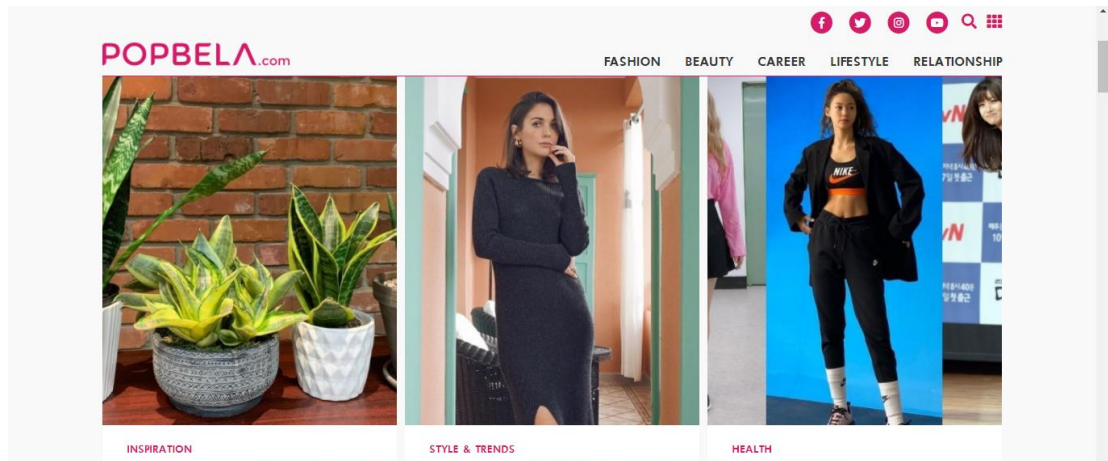 POPBELA.com
FASHION BEAUTY CAREER LIFESTYLE RELATIONSHIP
NIKE
INSPIRATION STYLE & TRENDS HEALTH